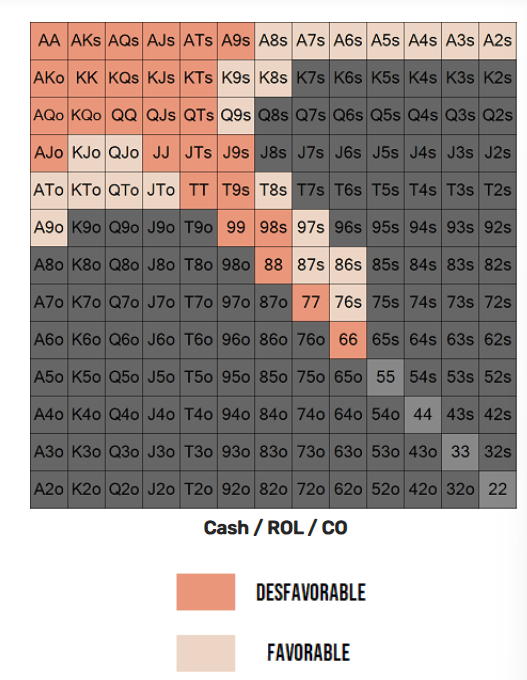 AA AKs AQs AJs ATs A9s A8s A7s A6s A5s A4s A3s A2s
AKo KK KQs KJs KTs K9s K8s K7s K6s K5s K4s K3s K2s
AQo KQo QQ QJs QTs Q9s Q8s Q7s Q6s Q5s Q4s Q3s Q2s
AJo KJo QJo JJ JTs J9s J8s J7s J6s J5s J4s J3s J2s
ATo KTo QTo JTo TT T9s T8s T7s T6s T5s T4s T3s T2s
A9o K9o Q9o J9o T9o 99 98s 97s 96s 95s 94s 93s 92s
A8o K8o Q8o J8o T8o 98o 88 87s 86s 85s 84s 83s 82s
A7o K7o Q7o J7o T7o 97o 87o 77 76s 75s 74s 73s 72s
A6o K6o Q6o J6o T6o 96o 86o 76o 66 65s 64s 63s 62s
A5o K5o Q5o J5o T5o 95o 85o 75o 65o 55 54s 53s 52s
A4o K4o Q4o J4o T4o 94o 84o 74o 64o 54o 44 43s 42s
A3o K3o Q3o J3o T3o 93o 83o 73o 63o 53o 43o 33 32s
A2o K2o Q2o J2o T2o 92o 82o 72o 62o 52o 42o 32o 22
Cash / ROL / CO
DESFAVORABLE
FAVORABLE